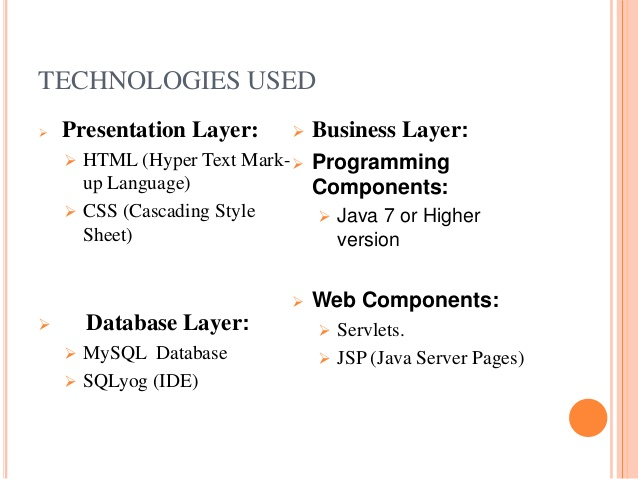 TECHNOLOGIES USED
Presentation Layer:
HTML (Hyper Text Mark-
up Language)
CSS (Cascading Style
Sheet)
Database Layer:
MySQL Database
SQLyog (IDE)
Business Layer:
Programming
Components:
Java 7 or Higher
version
Web Components:
Servlets.
JSP (Java Server Pages)